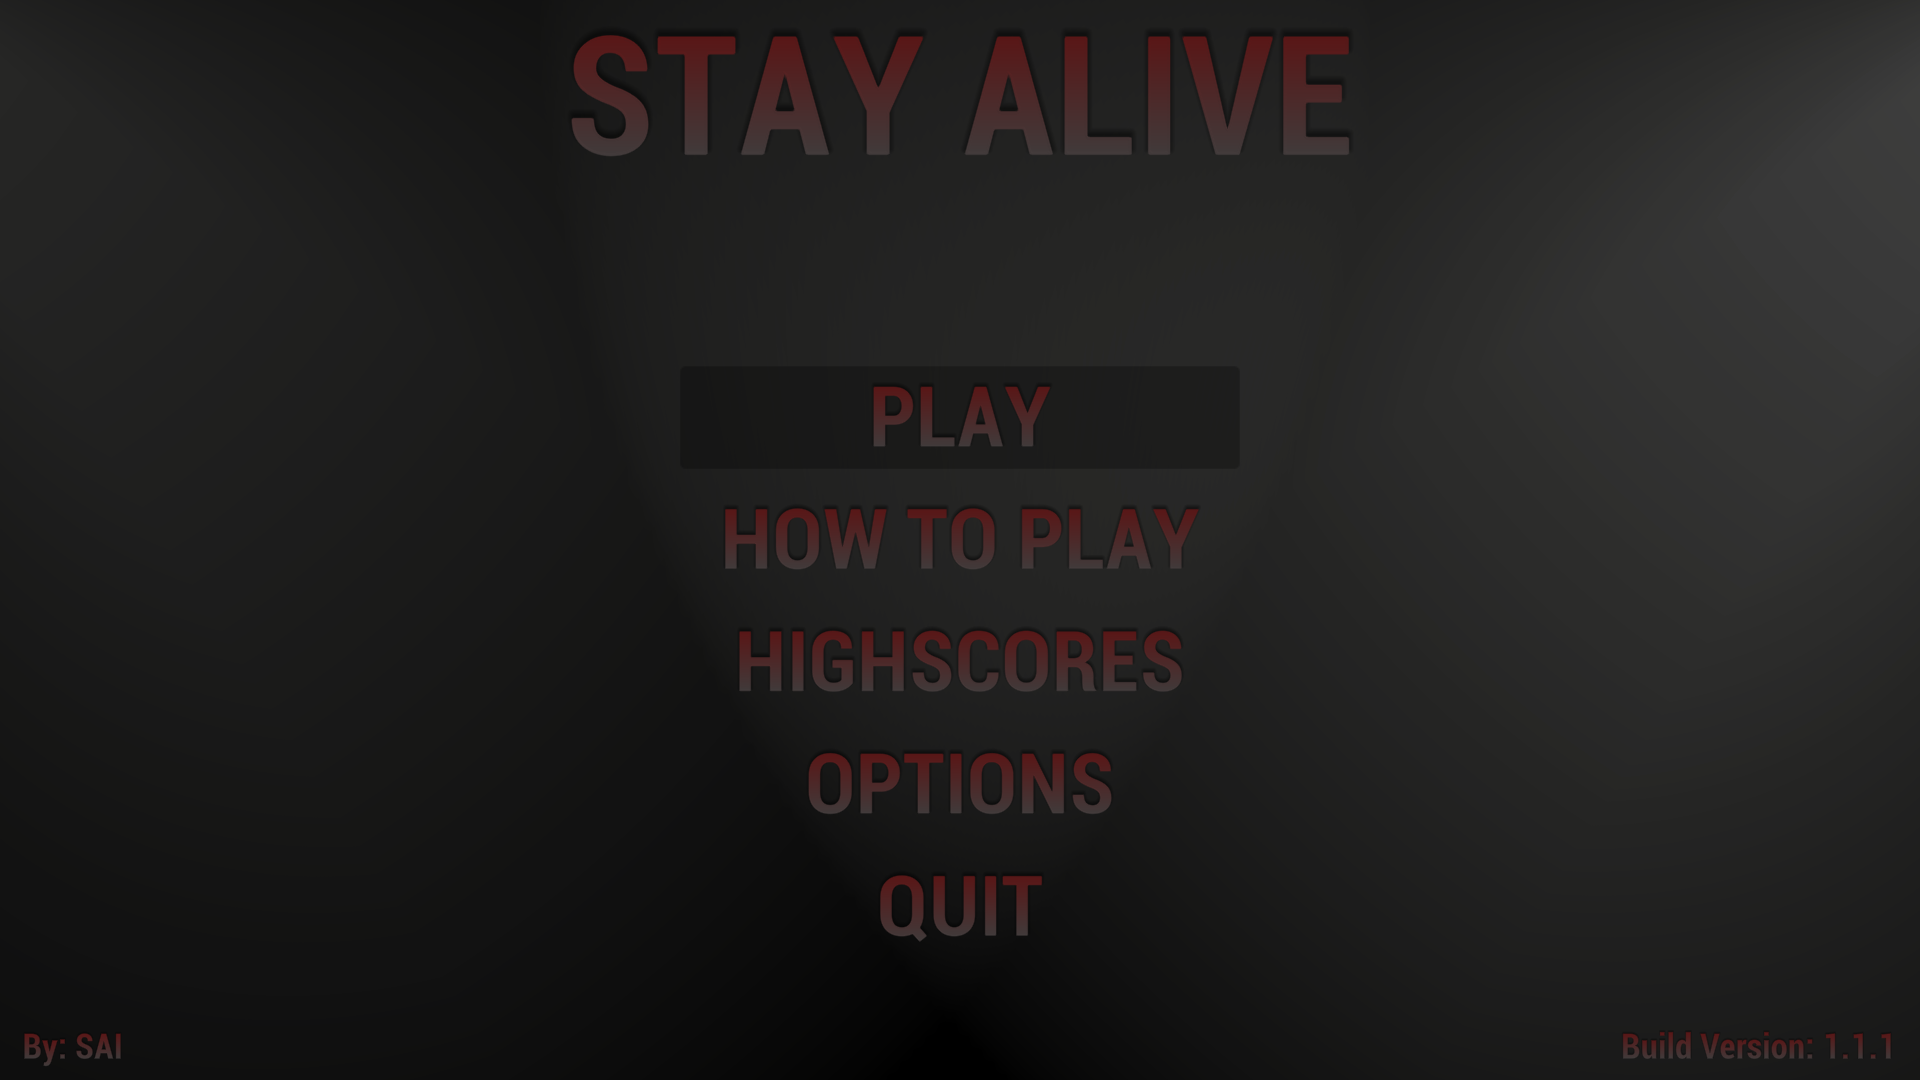 STAY ALIVE
PLAY
HOW TO PLAY
HIGHSCORES
OPTIONS
QUIT
By: SAI
Build Version: 1.1.1